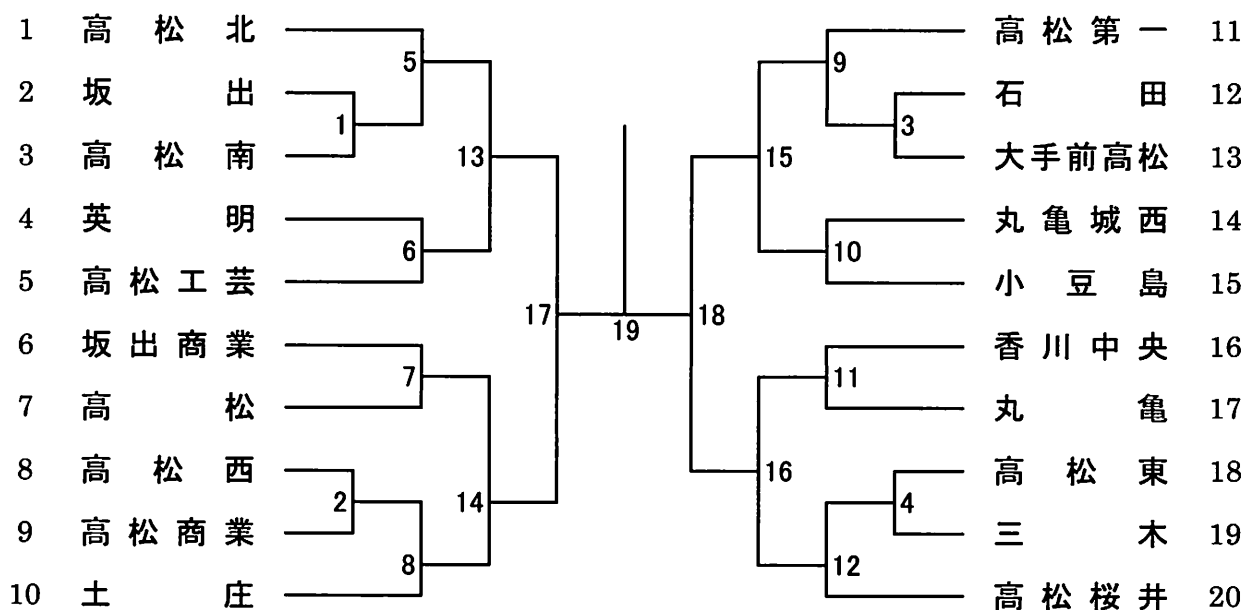 1 高松北
2 坂出
3 高松南
4 英明
5 高松工芸
6 坂出商業
7 高松
8 高松西
9 高松商業
10 土庄
1
2
5
6
7
8
13
14
17
19
18
15
16
9
10
11
12
3
4
高松第一 11
石田 12
大手前高松 13
丸亀城西 14
小豆島 15
香川中央 16
丸亀 17
高松東 18
三木 19
高松桜井 20